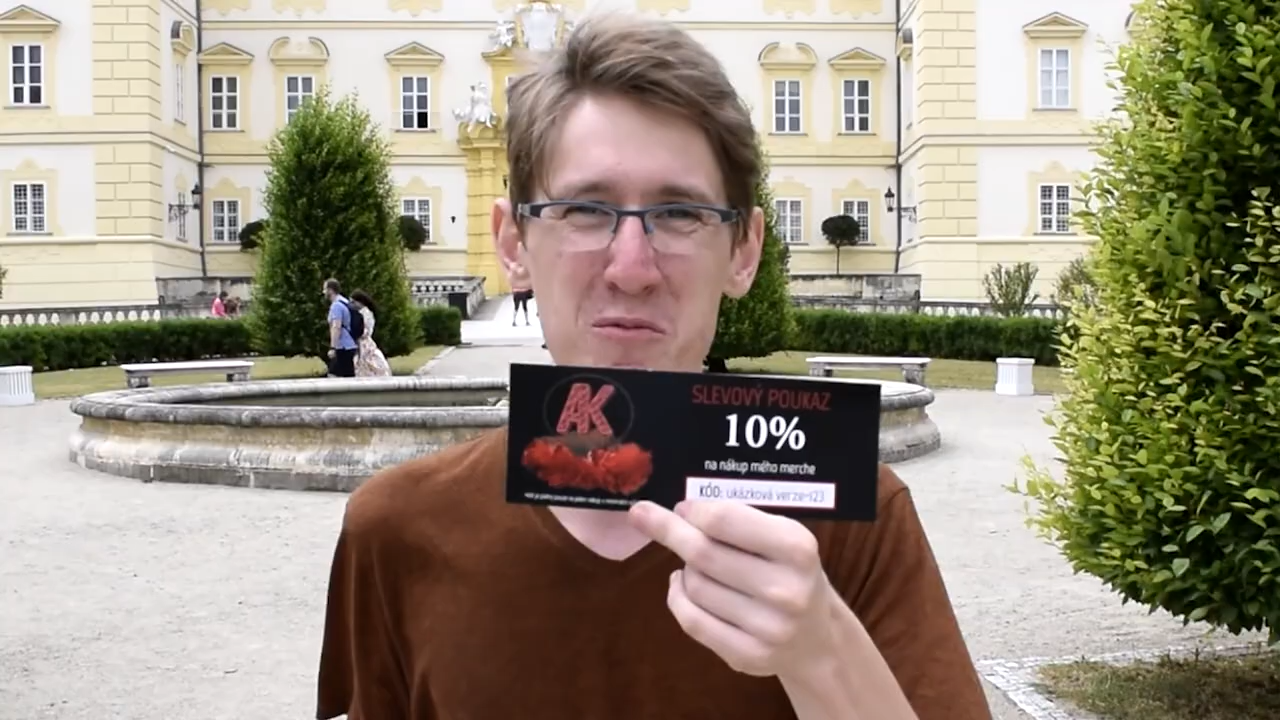 AK
SLEVOVÝ POUKAZ
10%
na nákup mého merche
KÓD: ukázková verze-123